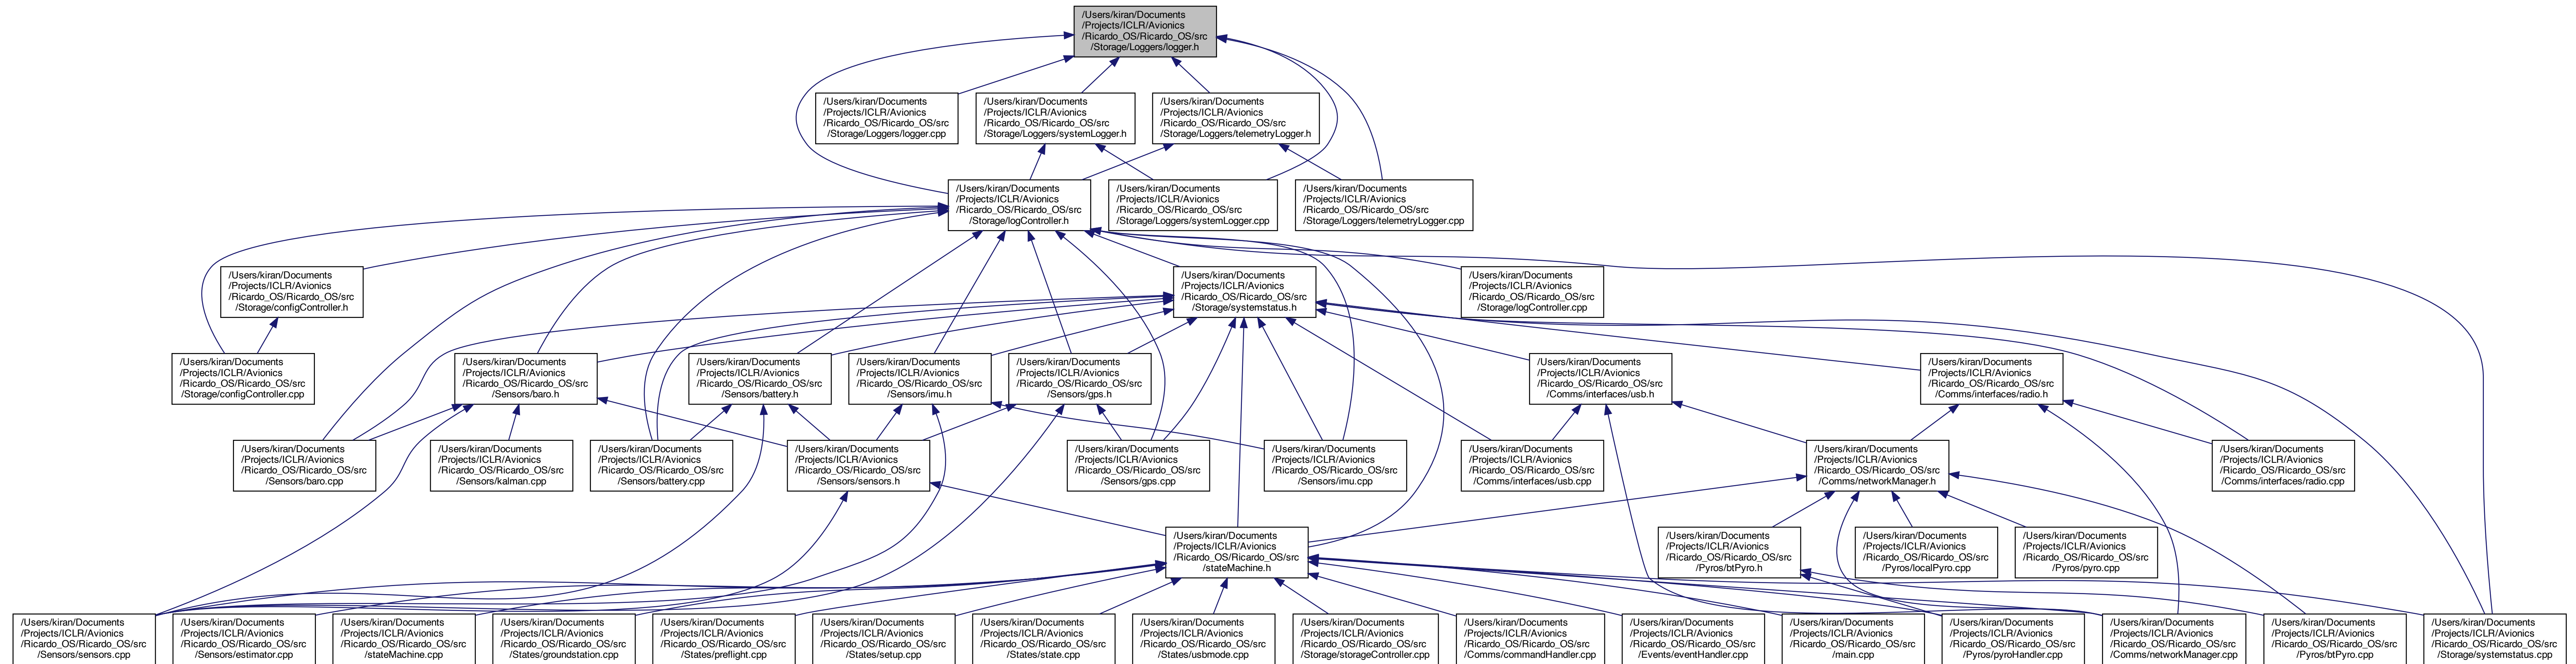 /Users/kiran/Documents
/Projects/ICLR/Avionics
/Ricardo_OS/Ricardo_OS/src
/Storage/Loggers/logger.h
/Users/kiran/Documents
/Projects/ICLR/Avionics
/Ricardo_OS/Ricardo_OS/src
/Storage/Loggers/logger.cpp
/Users/kiran/Documents
/Projects/ICLR/Avionics
/Ricardo_OS/Ricardo_OS/src
/Storage/Loggers/systemLogger.h
/Users/kiran/Documents
/Projects/ICLR/Avionics
/Ricardo_OS/Ricardo_OS/src
/Storage/Loggers/telemetryLogger.h
/Users/kiran/Documents
/Projects/ICLR/Avionics
/Ricardo_OS/Ricardo_OS/src
/Storage/logController.h
/Users/kiran/Documents
/Projects/ICLR/Avionics
/Ricardo_OS/Ricardo_OS/src
/Storage/Loggers/systemLogger.cpp
/Users/kiran/Documents
/Projects/ICLR/Avionics
/Ricardo_OS/Ricardo_OS/src
/Storage/Loggers/telemetryLogger.cpp
/Users/kiran/Documents
/Projects/ICLR/Avionics
/Ricardo_OS/Ricardo_OS/src
/Storage/configController.h
/Users/kiran/Documents
/Projects/ICLR/Avionics
/Ricardo_OS/Ricardo_OS/src
/Storage/systemstatus.h
/Users/kiran/Documents
/Projects/ICLR/Avionics
/Ricardo_OS/Ricardo_OS/src
/Storage/logController.cpp
/Users/kiran/Documents
/Projects/ICLR/Avionics
/Ricardo_OS/Ricardo_OS/src
/Storage/configController.cpp
/Users/kiran/Documents
/Projects/ICLR/Avionics
/Ricardo_OS/Ricardo_OS/src
/Sensors/baro.h
/Users/kiran/Documents
/Projects/ICLR/Avionics
/Ricardo_OS/Ricardo_OS/src
/Sensors/battery.h
/Users/kiran/Documents
/Projects/ICLR/Avionics
/Ricardo_OS/Ricardo_OS/src
/Sensors/imu.h
/Users/kiran/Documents
/Projects/ICLR/Avionics
/Ricardo_OS/Ricardo_OS/src
/Sensors/gps.h
/Users/kiran/Documents
/Projects/ICLR/Avionics
/Ricardo_OS/Ricardo_OS/src
/Comms/interfaces/usb.h
/Users/kiran/Documents
/Projects/ICLR/Avionics
/Ricardo_OS/Ricardo_OS/src
/Comms/interfaces/radio.h
/Users/kiran/Documents
/Projects/ICLR/Avionics
/Ricardo_OS/Ricardo_OS/src
/Sensors/baro.cpp
/Users/kiran/Documents
/Projects/ICLR/Avionics
/Ricardo_OS/Ricardo_OS/src
/Sensors/kalman.cpp
/Users/kiran/Documents
/Projects/ICLR/Avionics
/Ricardo_OS/Ricardo_OS/src
/Sensors/battery.cpp
/Users/kiran/Documents
/Projects/ICLR/Avionics
/Ricardo_OS/Ricardo_OS/src
/Sensors/sensors.h
/Users/kiran/Documents
/Projects/ICLR/Avionics
/Ricardo_OS/Ricardo_OS/src
/Sensors/gps.cpp
/Users/kiran/Documents
/Projects/ICLR/Avionics
/Ricardo_OS/Ricardo_OS/src
/Sensors/imu.cpp
/Users/kiran/Documents
/Projects/ICLR/Avionics
/Ricardo_OS/Ricardo_OS/src
/Comms/interfaces/usb.cpp
/Users/kiran/Documents
/Projects/ICLR/Avionics
/Ricardo_OS/Ricardo_OS/src
/Comms/networkManager.h
/Users/kiran/Documents
/Projects/ICLR/Avionics
/Ricardo_OS/Ricardo_OS/src
/Comms/interfaces/radio.cpp
/Users/kiran/Documents
/Projects/ICLR/Avionics
/Ricardo_OS/Ricardo_OS/src
/stateMachine.h
/Users/kiran/Documents
/Projects/ICLR/Avionics
/Ricardo_OS/Ricardo_OS/src
/Pyros/btPyro.h
/Users/kiran/Documents
/Projects/ICLR/Avionics
/Ricardo_OS/Ricardo_OS/src
/Pyros/localPyro.cpp
/Users/kiran/Documents
/Projects/ICLR/Avionics
/Ricardo_OS/Ricardo_OS/src
/Pyros/pyro.cpp
/Users/kiran/Documents
/Projects/ICLR/Avionics
/Ricardo_OS/Ricardo_OS/src
/Sensors/sensors.cpp
/Users/kiran/Documents
/Projects/ICLR/Avionics
/Ricardo_OS/Ricardo_OS/src
/Sensors/estimator.cpp
/Users/kiran/Documents
/Projects/ICLR/Avionics
/Ricardo_OS/Ricardo_OS/src
/stateMachine.cpp
/Users/kiran/Documents
/Projects/ICLR/Avionics
/Ricardo_OS/Ricardo_OS/src
/States/groundstation.cpp
/Users/kiran/Documents
/Projects/ICLR/Avionics
/Ricardo_OS/Ricardo_OS/src
/States/preflight.cpp
/Users/kiran/Documents
/Projects/ICLR/Avionics
/Ricardo_OS/Ricardo_OS/src
/States/setup.cpp
/Users/kiran/Documents
/Projects/ICLR/Avionics
/Ricardo_OS/Ricardo_OS/src
/States/state.cpp
/Users/kiran/Documents
/Projects/ICLR/Avionics
/Ricardo_OS/Ricardo_OS/src
/States/usbmode.cpp
/Users/kiran/Documents
/Projects/ICLR/Avionics
/Ricardo_OS/Ricardo_OS/src
/Storage/storageController.cpp
/Users/kiran/Documents
/Projects/ICLR/Avionics
/Ricardo_OS/Ricardo_OS/src
/Comms/commandHandler.cpp
/Users/kiran/Documents
/Projects/ICLR/Avionics
/Ricardo_OS/Ricardo_OS/src
/Events/eventHandler.cpp
/Users/kiran/Documents
/Projects/ICLR/Avionics
/Ricardo_OS/Ricardo_OS/src
/main.cpp
/Users/kiran/Documents
/Projects/ICLR/Avionics
/Ricardo_OS/Ricardo_OS/src
/Pyros/pyroHandler.cpp
/Users/kiran/Documents
/Projects/ICLR/Avionics
/Ricardo_OS/Ricardo_OS/src
/Comms/networkManager.cpp
/Users/kiran/Documents
/Projects/ICLR/Avionics
/Ricardo_OS/Ricardo_OS/src
/Pyros/btPyro.cpp
/Users/kiran/Documents
/Projects/ICLR/Avionics
/Ricardo_OS/Ricardo_OS/src
/Storage/systemstatus.cpp